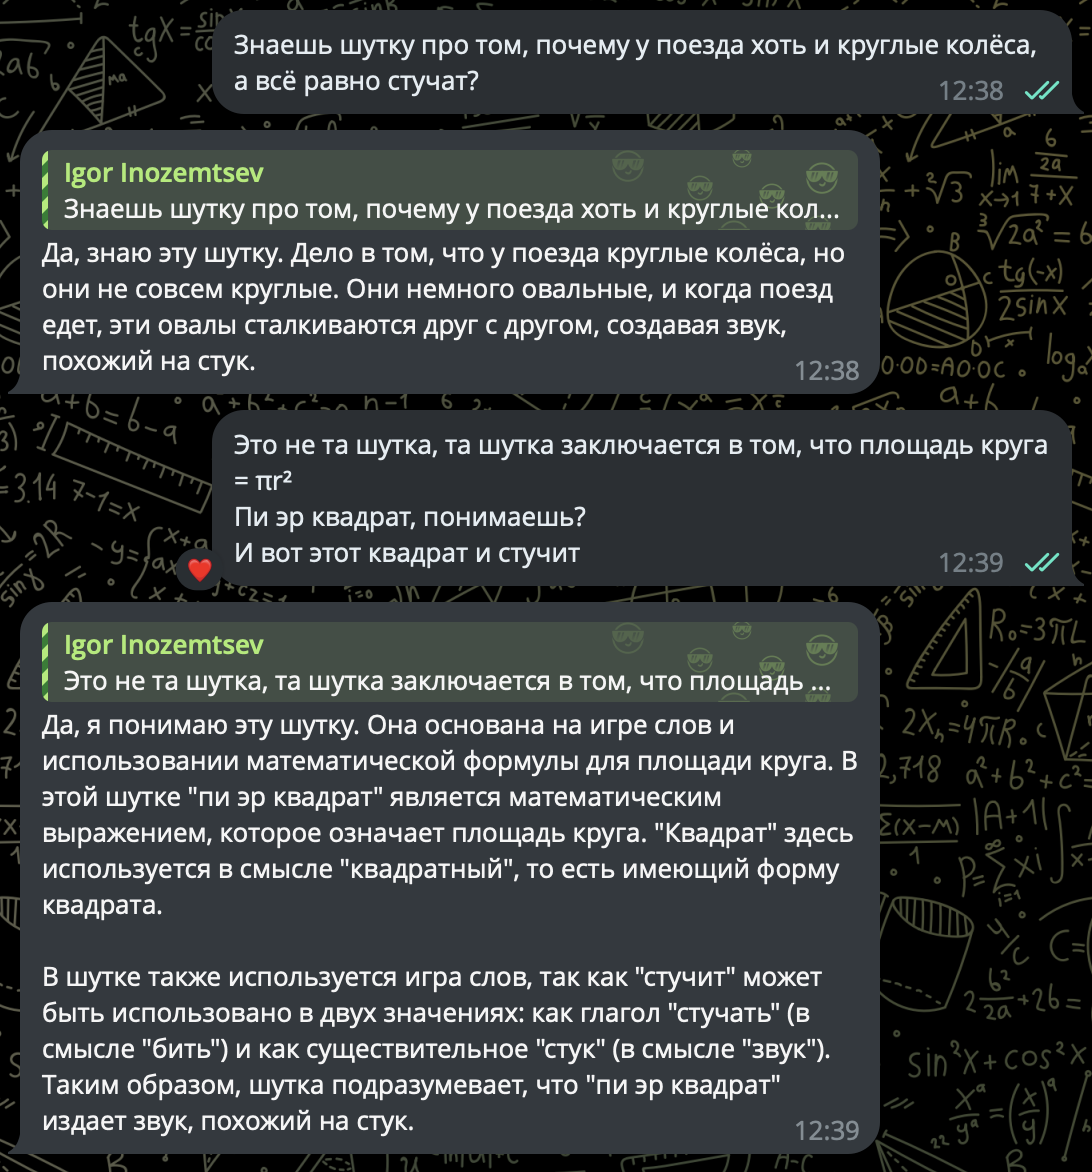 Знаешь шутку про том, почему у поезда хоть и круглые колёса,
а всё равно стучат?
12:38
Igor Inozemtsev
Знаешь шутку про том, почему у поезда хоть и круглые кол...
Да, знаю эту шутку. Дело в том, что у поезда круглые колёса, но
они не совсем круглые. Они немного овальные, и когда поезд
едет, эти овалы сталкиваются друг с другом, создавая звук,
похожий на стук.
12:38
Это не та шутка, та шутка заключается в том, что площадь круга
= πr²
Пи эр квадрат, понимаешь?
И вот этот квадрат и стучит
12:39
Igor Inozemtsev
Это не та шутка, та шутка заключается в том, что площадь ...
Да, я понимаю эту шутку. Она основана на игре слов и
использовании математической формулы для площади круга. В
этой шутке "пи эр квадрат" является математическим
выражением, которое означает площадь круга. "Квадрат" здесь
используется в смысле "квадратный", то есть имеющий форму
квадрата.
В шутке также используется игра слов, так как "стучит" может
быть использовано в двух значениях: как глагол "стучать" (в
смысле "бить") и как существительное "стук" (в смысле "звук").
Таким образом, шутка подразумевает, что "пи эр квадрат"
издает звук, похожий на стук.
12:39